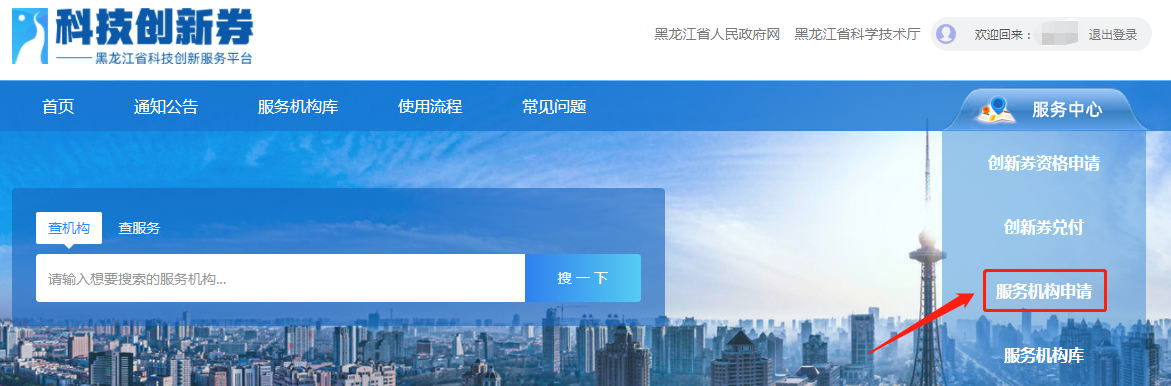 科技创新券
黑龙江省科技创新服务平台
黑龙江省人民政府网 黑龙江省科学技术厅 欢迎回来： 退出登录
首页 通知公告 服务机构库 使用流程 常见问题 服务中心
创新券资格申请
查机构 查服务
创新券兑付
请输入想要搜索的服务机构... 搜一下
服务机构申请
服务机构库